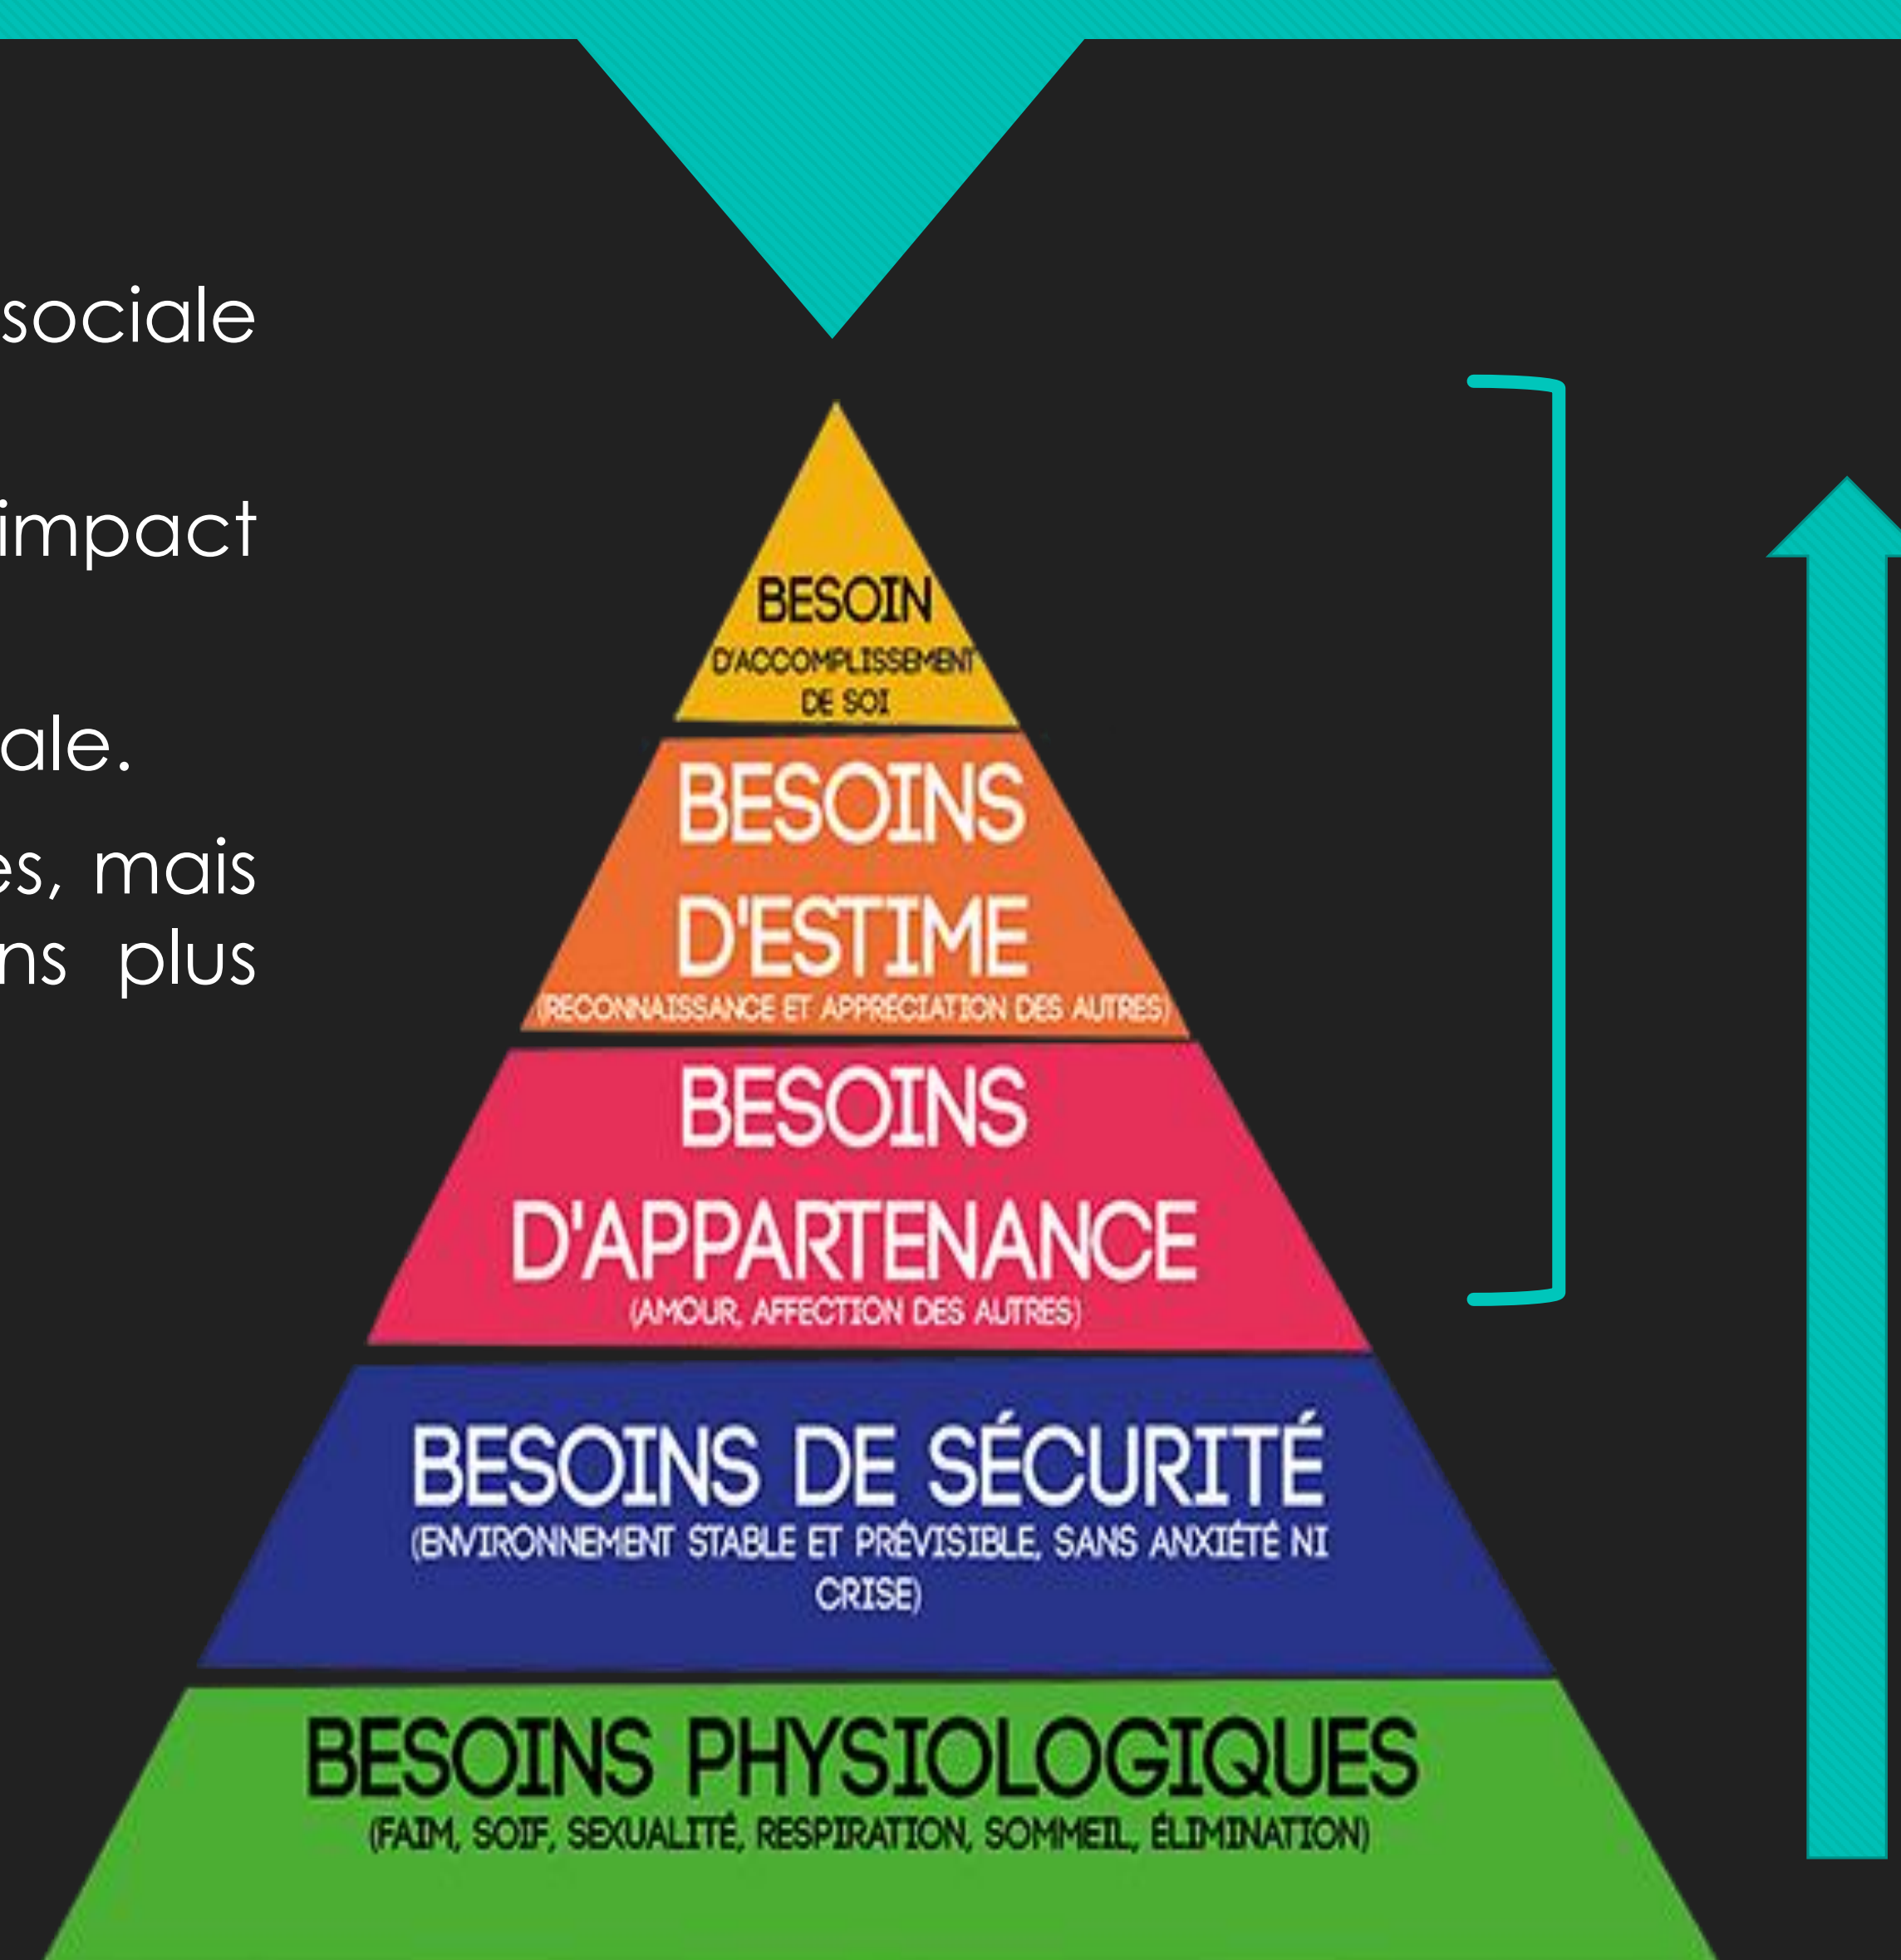 sociale
impact
ale.
es, mais
ns plus
BESOIN
D'ACCOMPLISSEMENT
DE SOI
BESOINS
D'ESTIME
(RECONNAISSANCE ET APPRÉCIATION DES AUTRES)
BESOINS
D'APPARTENANCE
(AMOUR, AFFECTION DES AUTRES)
BESOINS DE SÉCURITÉ
(ENVIRONNEMENT STABLE ET PRÉVISIBLE, SANS ANXIÉTÉ NI
CRISE)
BESOINS PHYSIOLOGIQUES
(FAIM, SOIF, SEXUALITÉ, RESPIRATION, SOMMEIL, ÉLIMINATION)